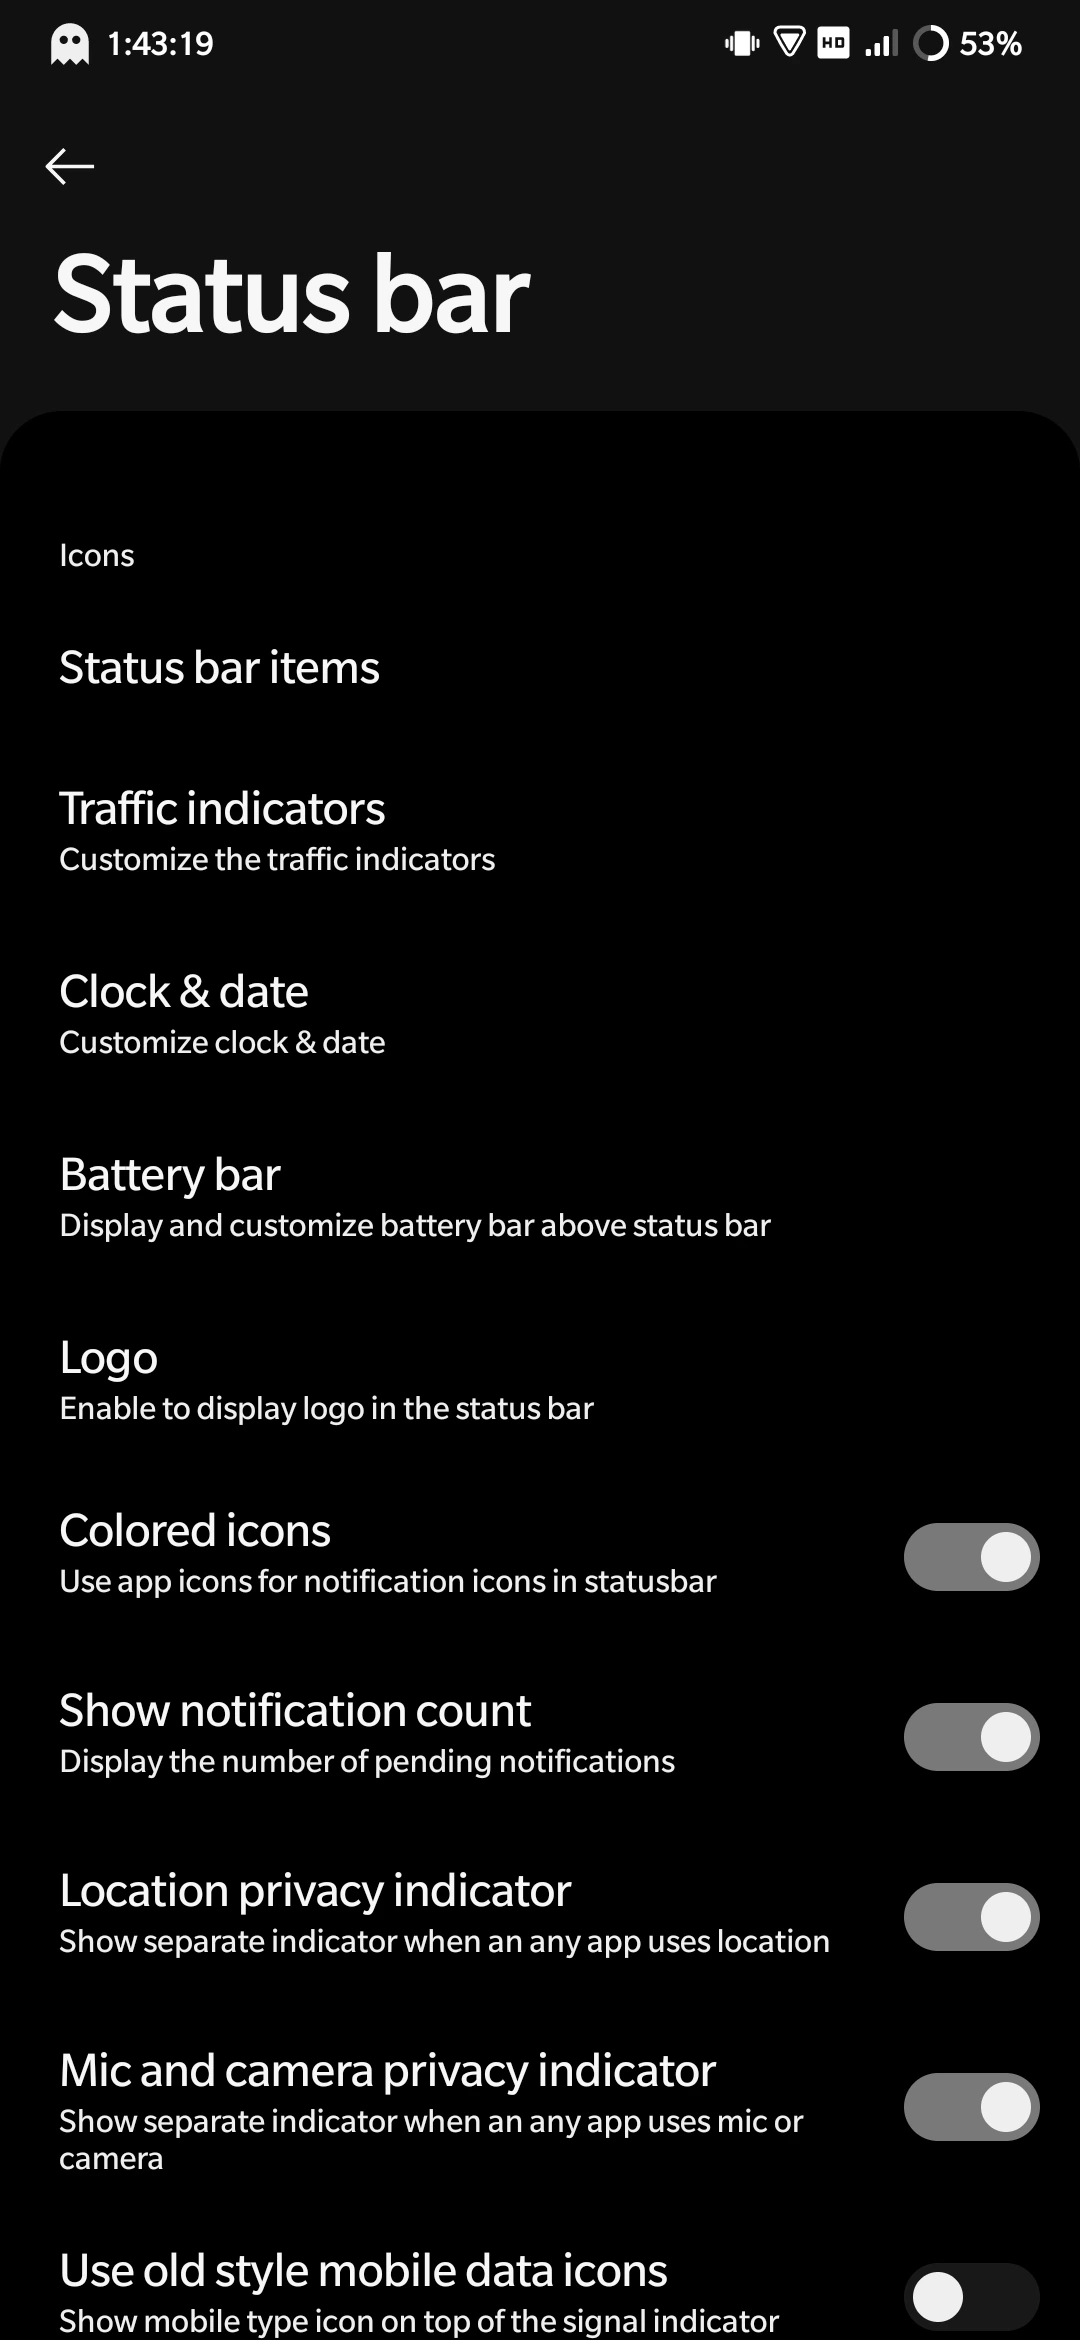 1:43:19 HD 53%
Status bar
Icons
Status bar items
Traffic indicators
Customize the traffic indicators
Clock & date
Customize clock & date
Battery bar
Display and customize battery bar above status bar
Logo
Enable to display logo in the status bar
Colored icons
Use app icons for notification icons in statusbar
Show notification count
Display the number of pending notifications
Location privacy indicator
Show separate indicator when an any app uses location
Mic and camera privacy indicator
Show separate indicator when an any app uses mic or
camera
Use old style mobile data icons
Show mobile type icon on top of the signal indicator